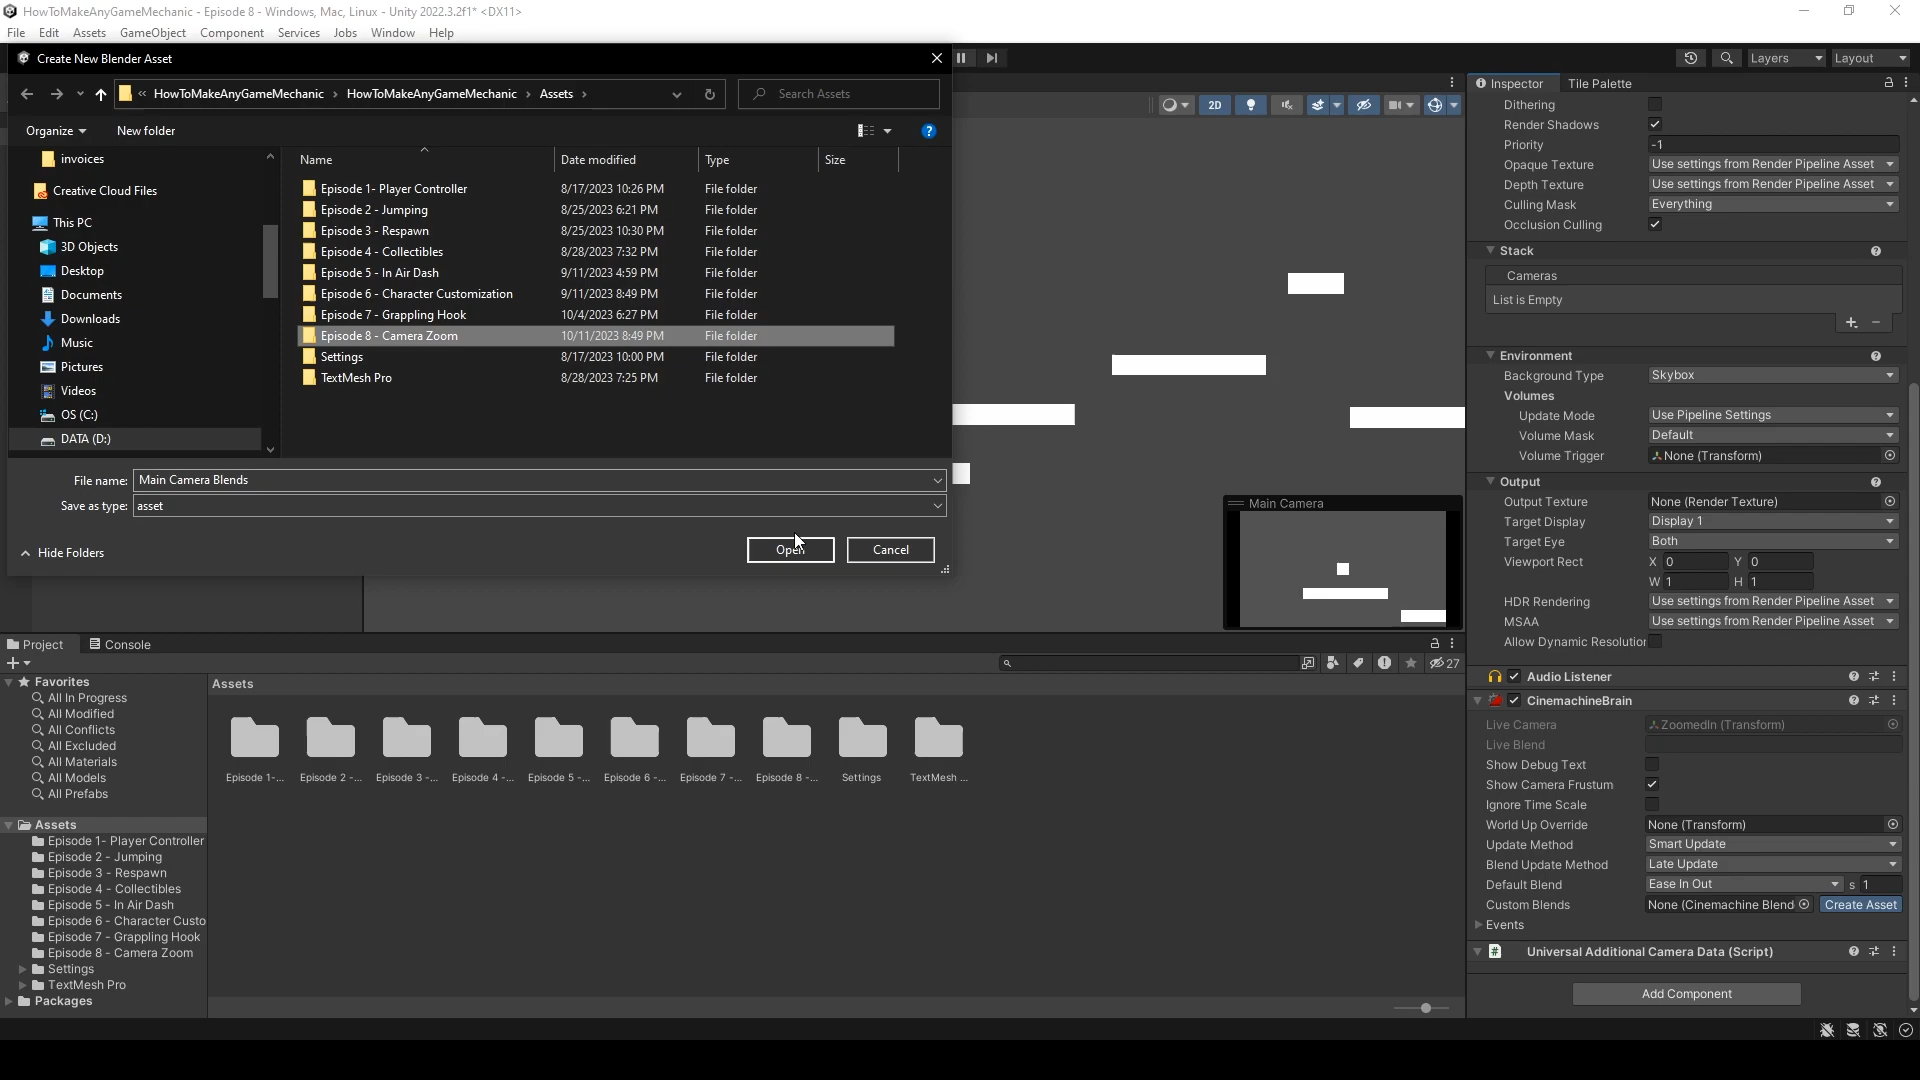 HowToMakeAnyGameMechanic - Episode 8 - Windows, Mac, Linux - Unity 2022.3.2f1* <DX11>
File Edit Assets GameObject Component Services Jobs Window Help
Create New Blender Asset
Layers Layout
« HowToMakeAnyGameMechanic › HowToMakeAnyGameMechanic › Assets ›
Search Assets
Organize New folder
Name Date modified Type Size
Episode 1- Player Controller 8/17/2023 10:26 PM File folder
Episode 2 - Jumping 8/25/2023 6:21 PM File folder
Episode 3 - Respawn 8/25/2023 10:30 PM File folder
Episode 4 - Collectibles 8/28/2023 7:32 PM File folder
Episode 5 - In Air Dash 9/11/2023 4:59 PM File folder
Episode 6 - Character Customization 9/11/2023 8:49 PM File folder
Episode 7 - Grappling Hook 10/4/2023 6:27 PM File folder
Episode 8 - Camera Zoom 10/11/2023 8:49 PM File folder
Settings 8/17/2023 10:00 PM File folder
TextMesh Pro 8/28/2023 7:25 PM File folder
invoices
Creative Cloud Files
This PC
3D Objects
Desktop
Documents
Downloads
Music
Pictures
Videos
OS (C:)
DATA (D:)
File name: Main Camera Blends
Save as type: asset
Hide Folders
Open Cancel
2D
Main Camera
Inspector Tile Palette
Dithering
Render Shadows
Priority -1
Opaque Texture Use settings from Render Pipeline Asset
Depth Texture Use settings from Render Pipeline Asset
Culling Mask Everything
Occlusion Culling
Stack
Cameras
List is Empty
Environment
Background Type Skybox
Volumes
Update Mode Use Pipeline Settings
Volume Mask Default
Volume Trigger None (Transform)
Output
Output Texture None (Render Texture)
Target Display Display 1
Target Eye Both
Viewport Rect X 0 Y 0
W 1 H 1
HDR Rendering Use settings from Render Pipeline Asset
MSAA Use settings from Render Pipeline Asset
Allow Dynamic Resolution
Audio Listener
CinemachineBrain
Live Camera ZoomedIn (Transform)
Live Blend
Show Debug Text
Show Camera Frustum
Ignore Time Scale
World Up Override None (Transform)
Update Method Smart Update
Blend Update Method Late Update
Default Blend Ease In Out s 1
Custom Blends None (Cinemachine Blend Create Asset
Events
Universal Additional Camera Data (Script)
Add Component
Project Console
27
Favorites
All In Progress
All Modified
All Conflicts
All Excluded
All Materials
All Models
All Prefabs
Assets
Episode 1- Player Controller
Episode 2 - Jumping
Episode 3 - Respawn
Episode 4 - Collectibles
Episode 5 - In Air Dash
Episode 6 - Character Custo
Episode 7 - Grappling Hook
Episode 8 - Camera Zoom
Settings
TextMesh Pro
Packages
Assets
Episode 1-... Episode 2 -... Episode 3 -... Episode 4 -... Episode 5 -... Episode 6 -... Episode 7 -... Episode 8 -... Settings TextMesh ...